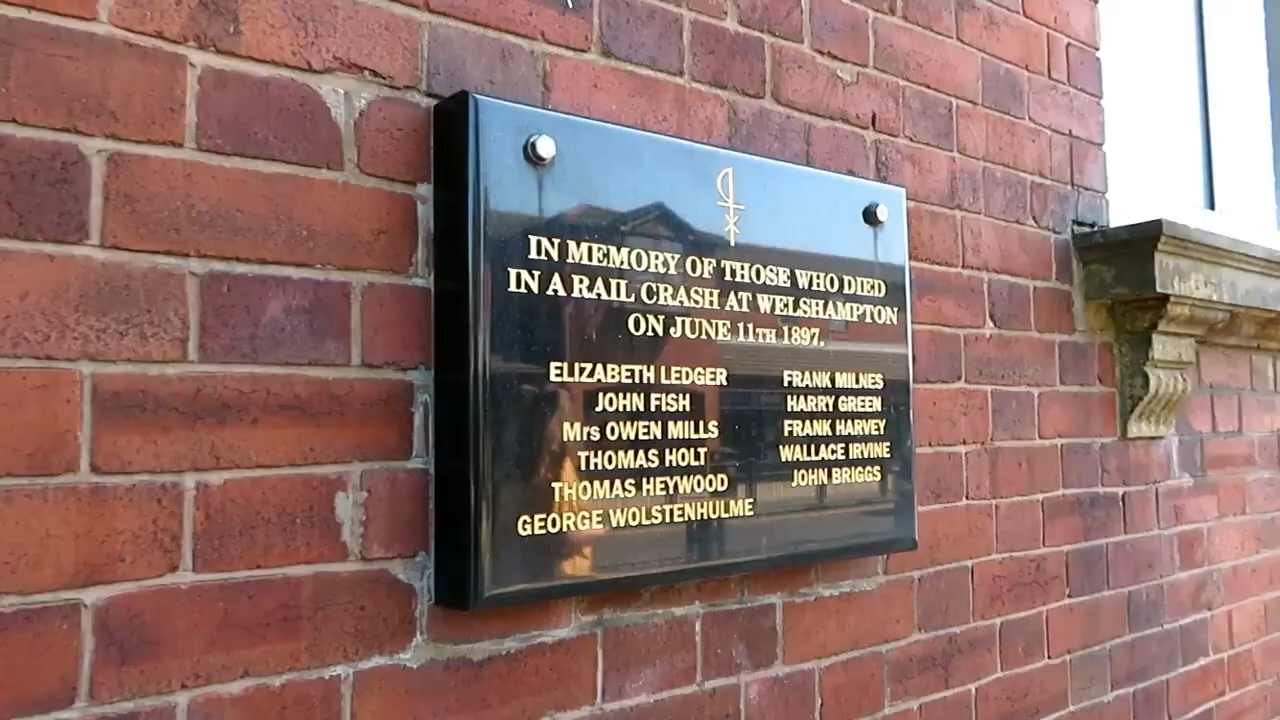 IN MEMORY OF THOSE WHO DIED
IN A RAIL CRASH AT WELSHAMPTON
ON JUNE 11TH 1897.
ELIZABETH LEDGER
JOHN FISH
Mrs OWEN MILLS
THOMAS HOLT
THOMAS HEYWOOD
GEORGE WOLSTENHULME
FRANK MILNES
HARRY GREEN
FRANK HARVEY
WALLACE IRVINE
JOHN BRIGGS